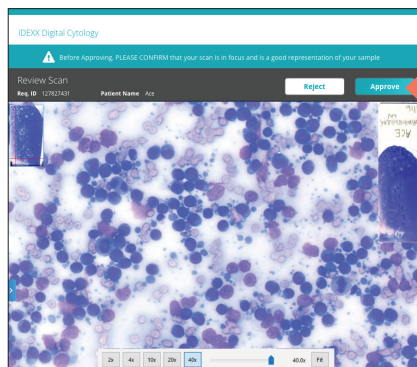 IDEXX Digital Cytology
Before Approving, PLEASE CONFIRM that your scan is in focus and is a good representation of your sample
Review Scan
Req. ID 127827431 Patient Name Ace
Reject
Approve
ACE
2x 4x 10x 20x 40x 40.0x Fit